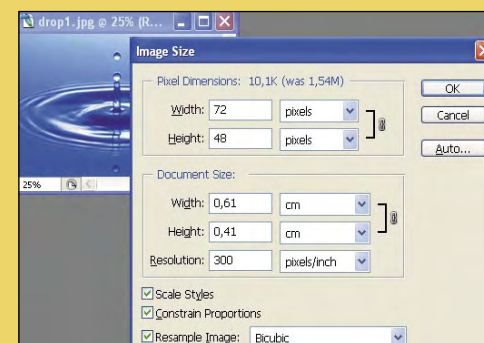 drop1.jpg @ 25% (R...
Image Size
Pixel Dimensions: 10,1K (was 1,54M)
Width: 72 pixels
Height: 48 pixels
OK
Cancel
Auto...
25%
Document Size:
Width: 0,61 cm
Height: 0,41 cm
Resolution: 300 pixels/inch
Scale Styles
Constrain Proportions
Resample Image: Bicubic